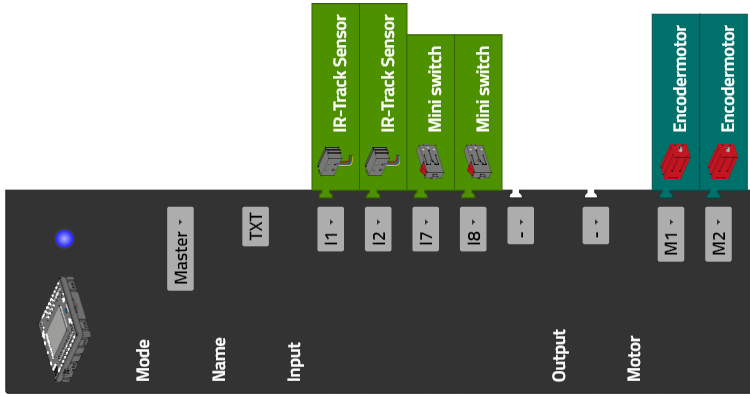 Mode
Master
Name
TXT
Input
I1
IR-Track Sensor
I2
IR-Track Sensor
I7
Mini switch
I8
Mini switch
-
Output
-
Motor
M1
Encodermotor
M2
Encodermotor